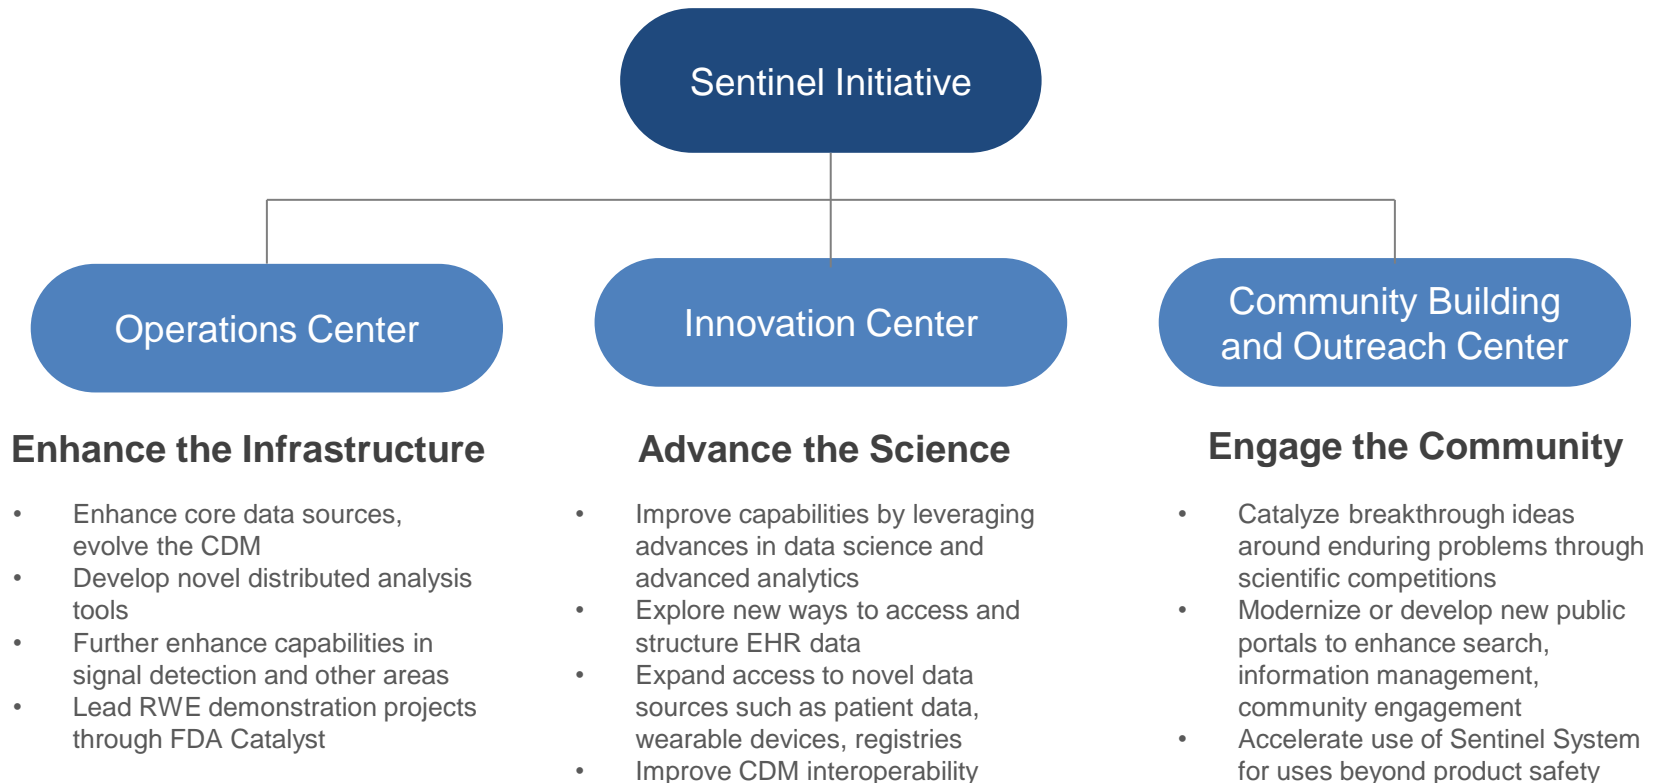 Sentinel Initiative
Operations Center
Innovation Center
Community Building
and Outreach Center
Enhance the Infrastructure
• Enhance core data sources,
evolve the CDM
• Develop novel distributed analysis
tools
• Further enhance capabilities in
signal detection and other areas
• Lead RWE demonstration projects
through FDA Catalyst
Advance the Science
• Improve capabilities by leveraging
advances in data science and
advanced analytics
• Explore new ways to access and
structure EHR data
• Expand access to novel data
sources such as patient data,
wearable devices, registries
• Improve CDM interoperability
Engage the Community
• Catalyze breakthrough ideas
around enduring problems through
scientific competitions
• Modernize or develop new public
portals to enhance search,
information management,
community engagement
• Accelerate use of Sentinel System
for uses beyond product safety